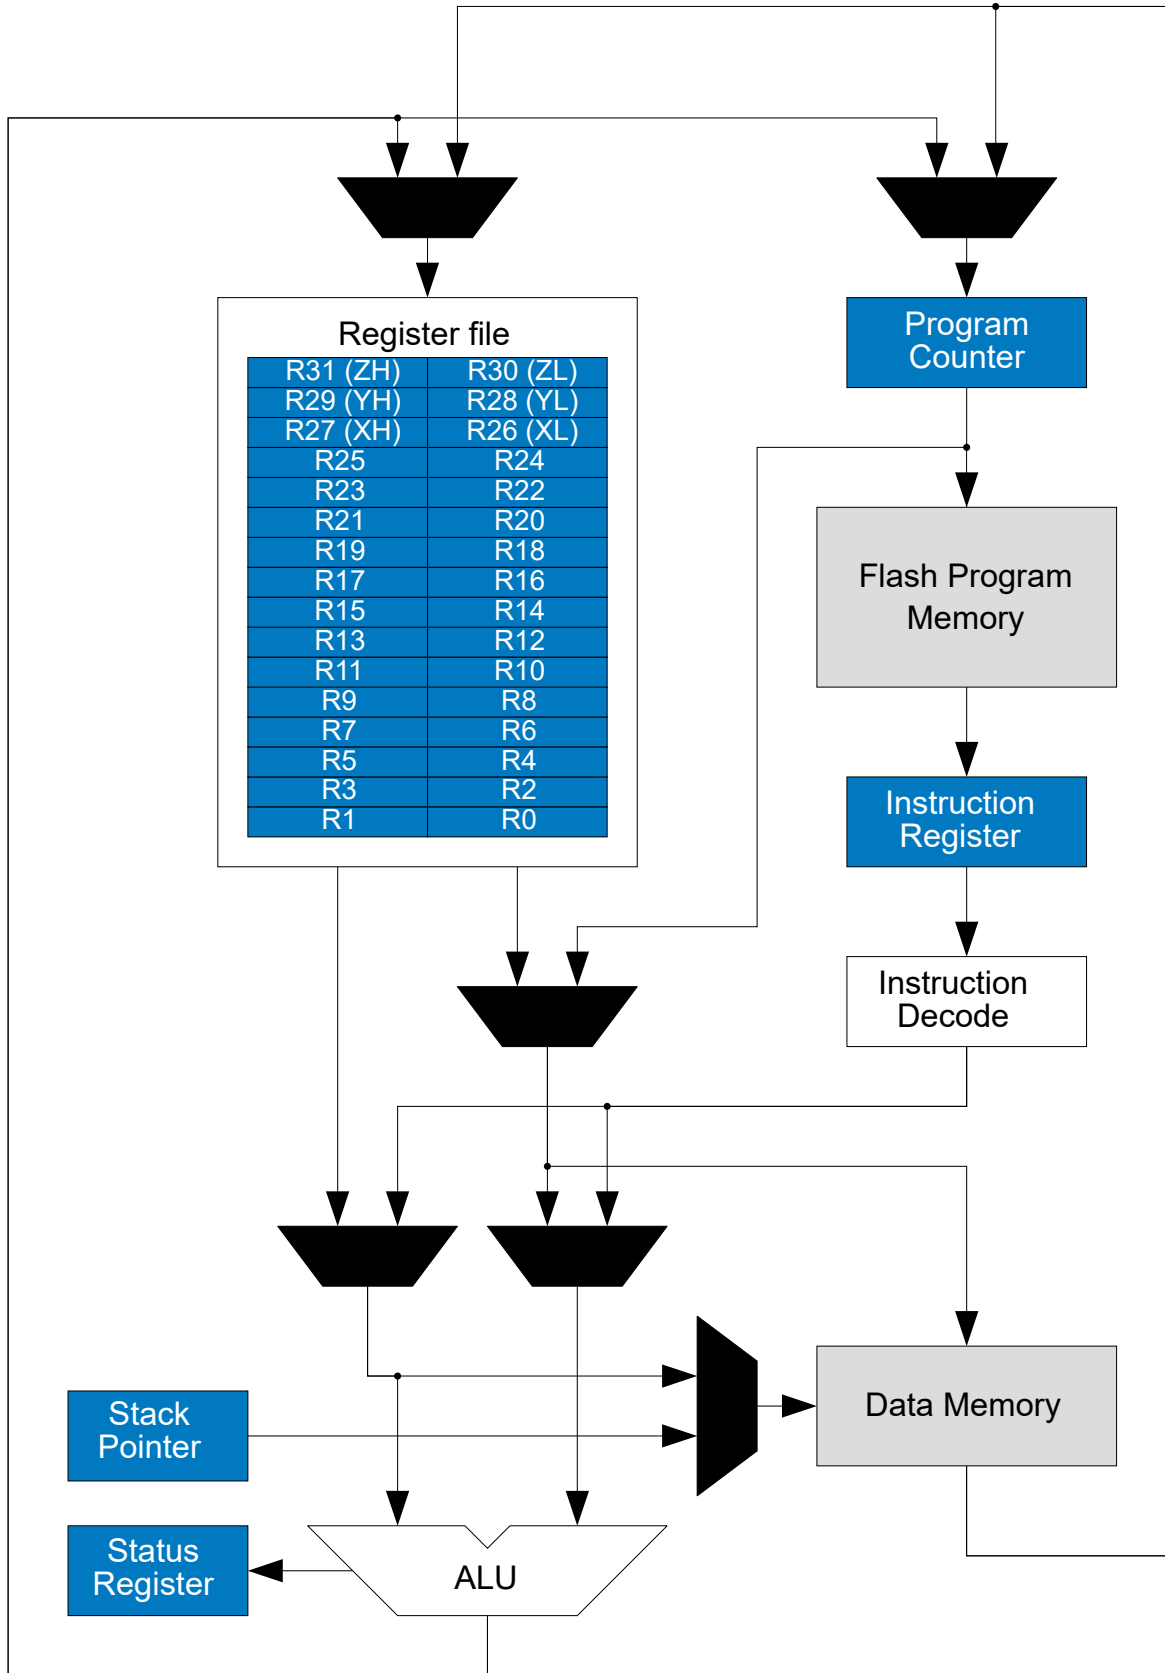 Register file
R31 (ZH) R30 (ZL)
R29 (YH) R28 (YL)
R27 (XH) R26 (XL)
R25 R24
R23 R22
R21 R20
R19 R18
R17 R16
R15 R14
R13 R12
R11 R10
R9 R8
R7 R6
R5 R4
R3 R2
R1 R0
Program
Counter
Flash Program
Memory
Instruction
Register
Instruction
Decode
Stack
Pointer
Data Memory
Status
Register
ALU